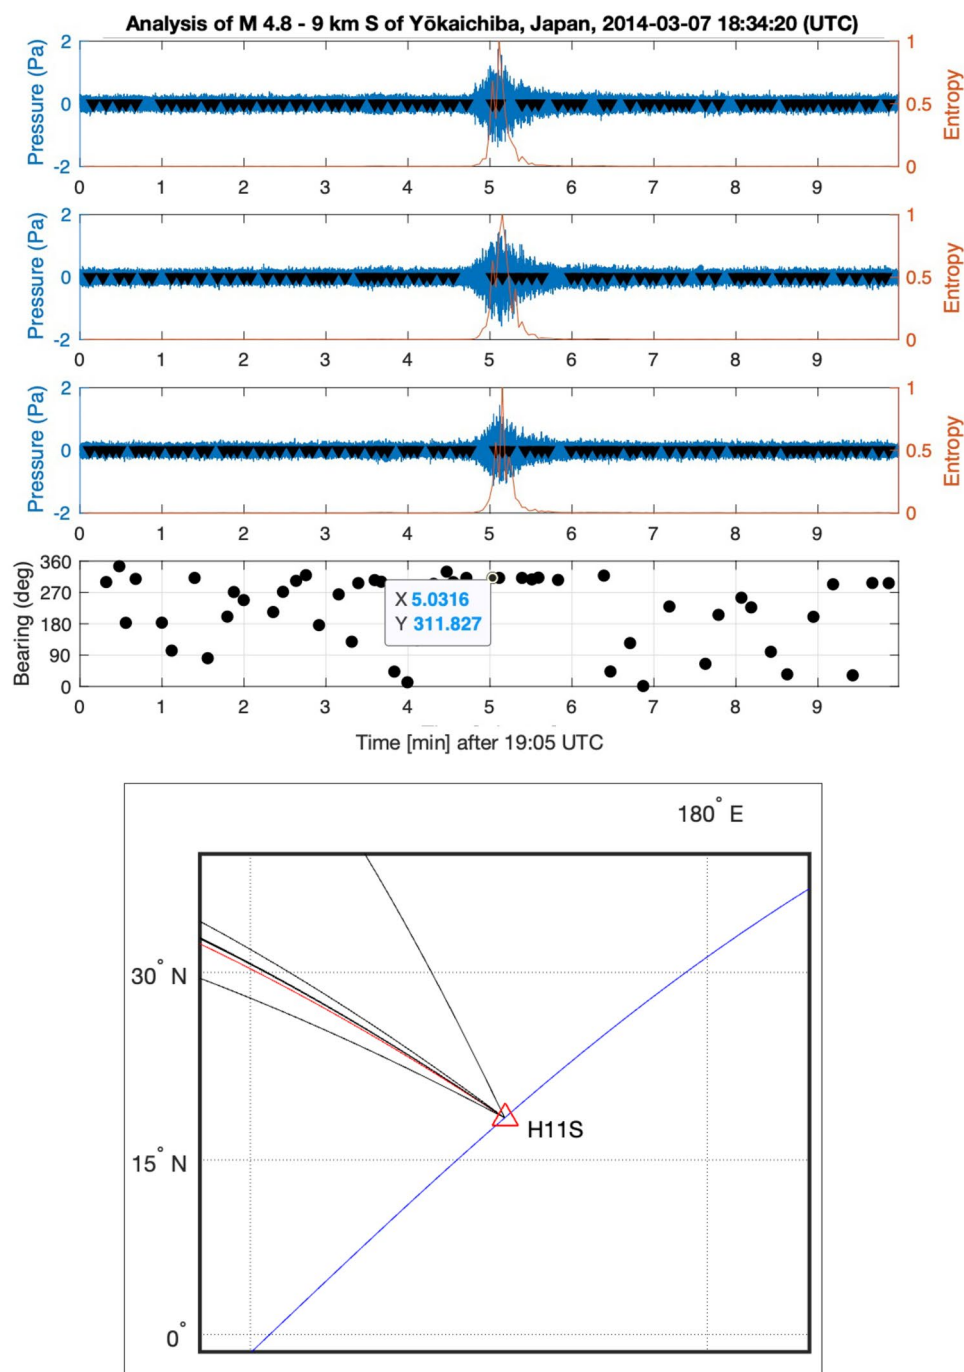 Analysis of M 4.8 - 9 km S of Yōkaichiba, Japan, 2014-03-07 18:34:20 (UTC)
Pressure (Pa)
2
0
-2
1
0.5
0
Entropy
0 1 2 3 4 5 6 7 8 9
Pressure (Pa)
2
0
-2
1
0.5
0
Entropy
0 1 2 3 4 5 6 7 8 9
Pressure (Pa)
2
0
-2
1
0.5
0
Entropy
0 1 2 3 4 5 6 7 8 9
Bearing (deg)
360
270
180
90
0
X 5.0316
Y 311.827
0 1 2 3 4 5 6 7 8 9
Time [min] after 19:05 UTC
180° E
30° N
H11S
15° N
0°